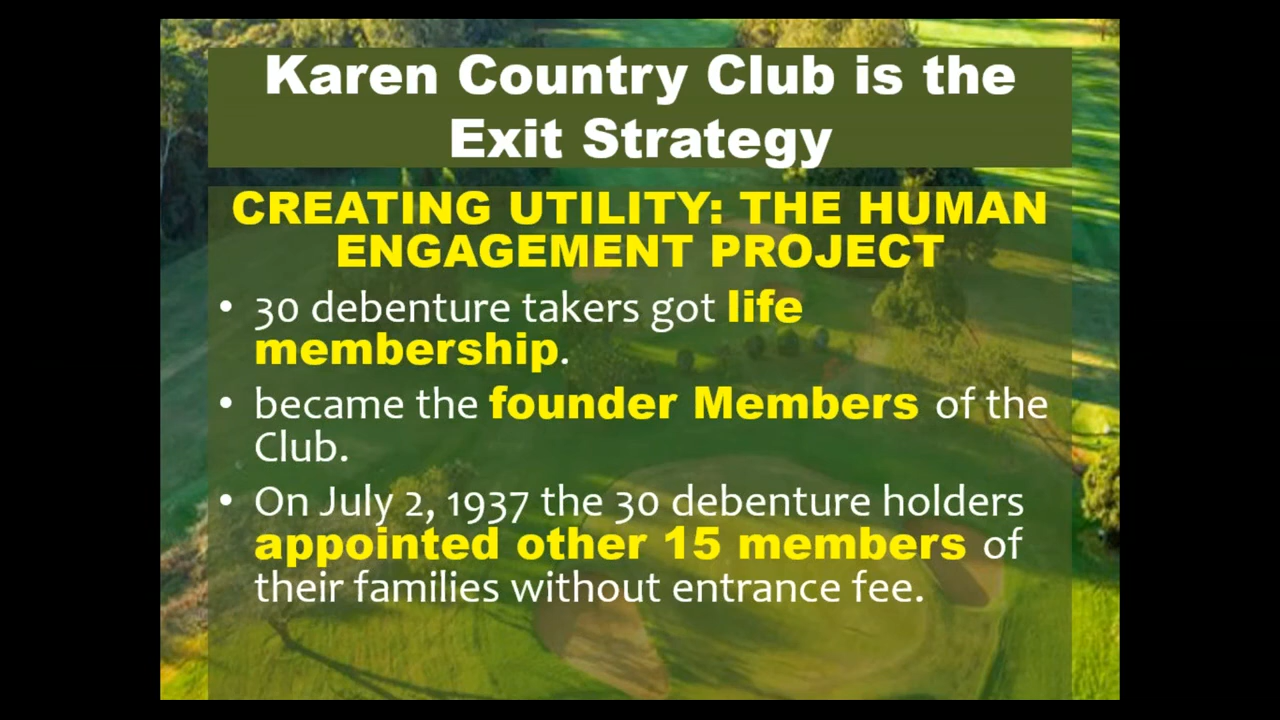 Karen Country Club is the
Exit Strategy
CREATING UTILITY: THE HUMAN
ENGAGEMENT PROJECT
• 30 debenture takers got life
membership.
• became the founder Members of the
Club.
• On July 2, 1937 the 30 debenture holders
appointed other 15 members of
their families without entrance fee.